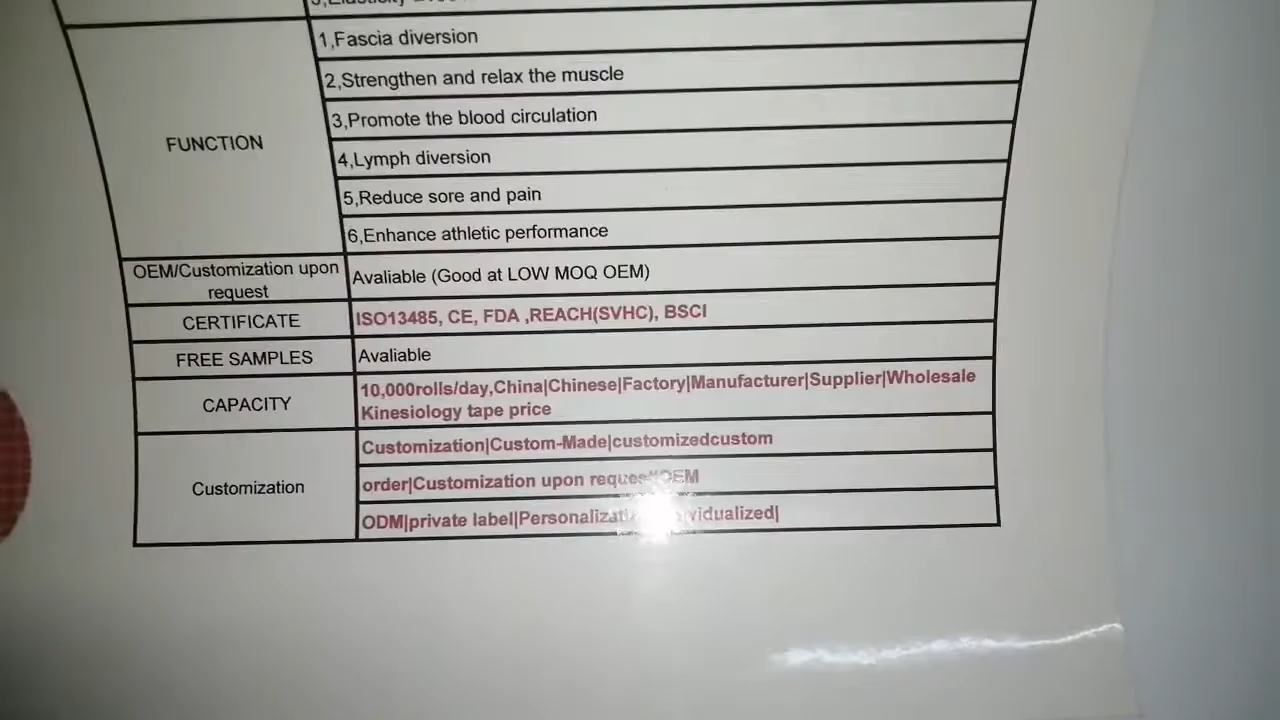 1,Fascia diversion
2,Strengthen and relax the muscle
3,Promote the blood circulation
FUNCTION
4,Lymph diversion
5,Reduce sore and pain
6,Enhance athletic performance
OEM/Customization upon
request
Avaliable (Good at LOW MOQ OEM)
CERTIFICATE
ISO13485, CE, FDA ,REACH(SVHC), BSCI
FREE SAMPLES
Avaliable
CAPACITY
10,000rolls/day,China|Chinese|Factory|Manufacturer|Supplier|Wholesale
Kinesiology tape price
Customization
Customization|Custom-Made|customizedcustom
order|Customization upon
ODM|private label|